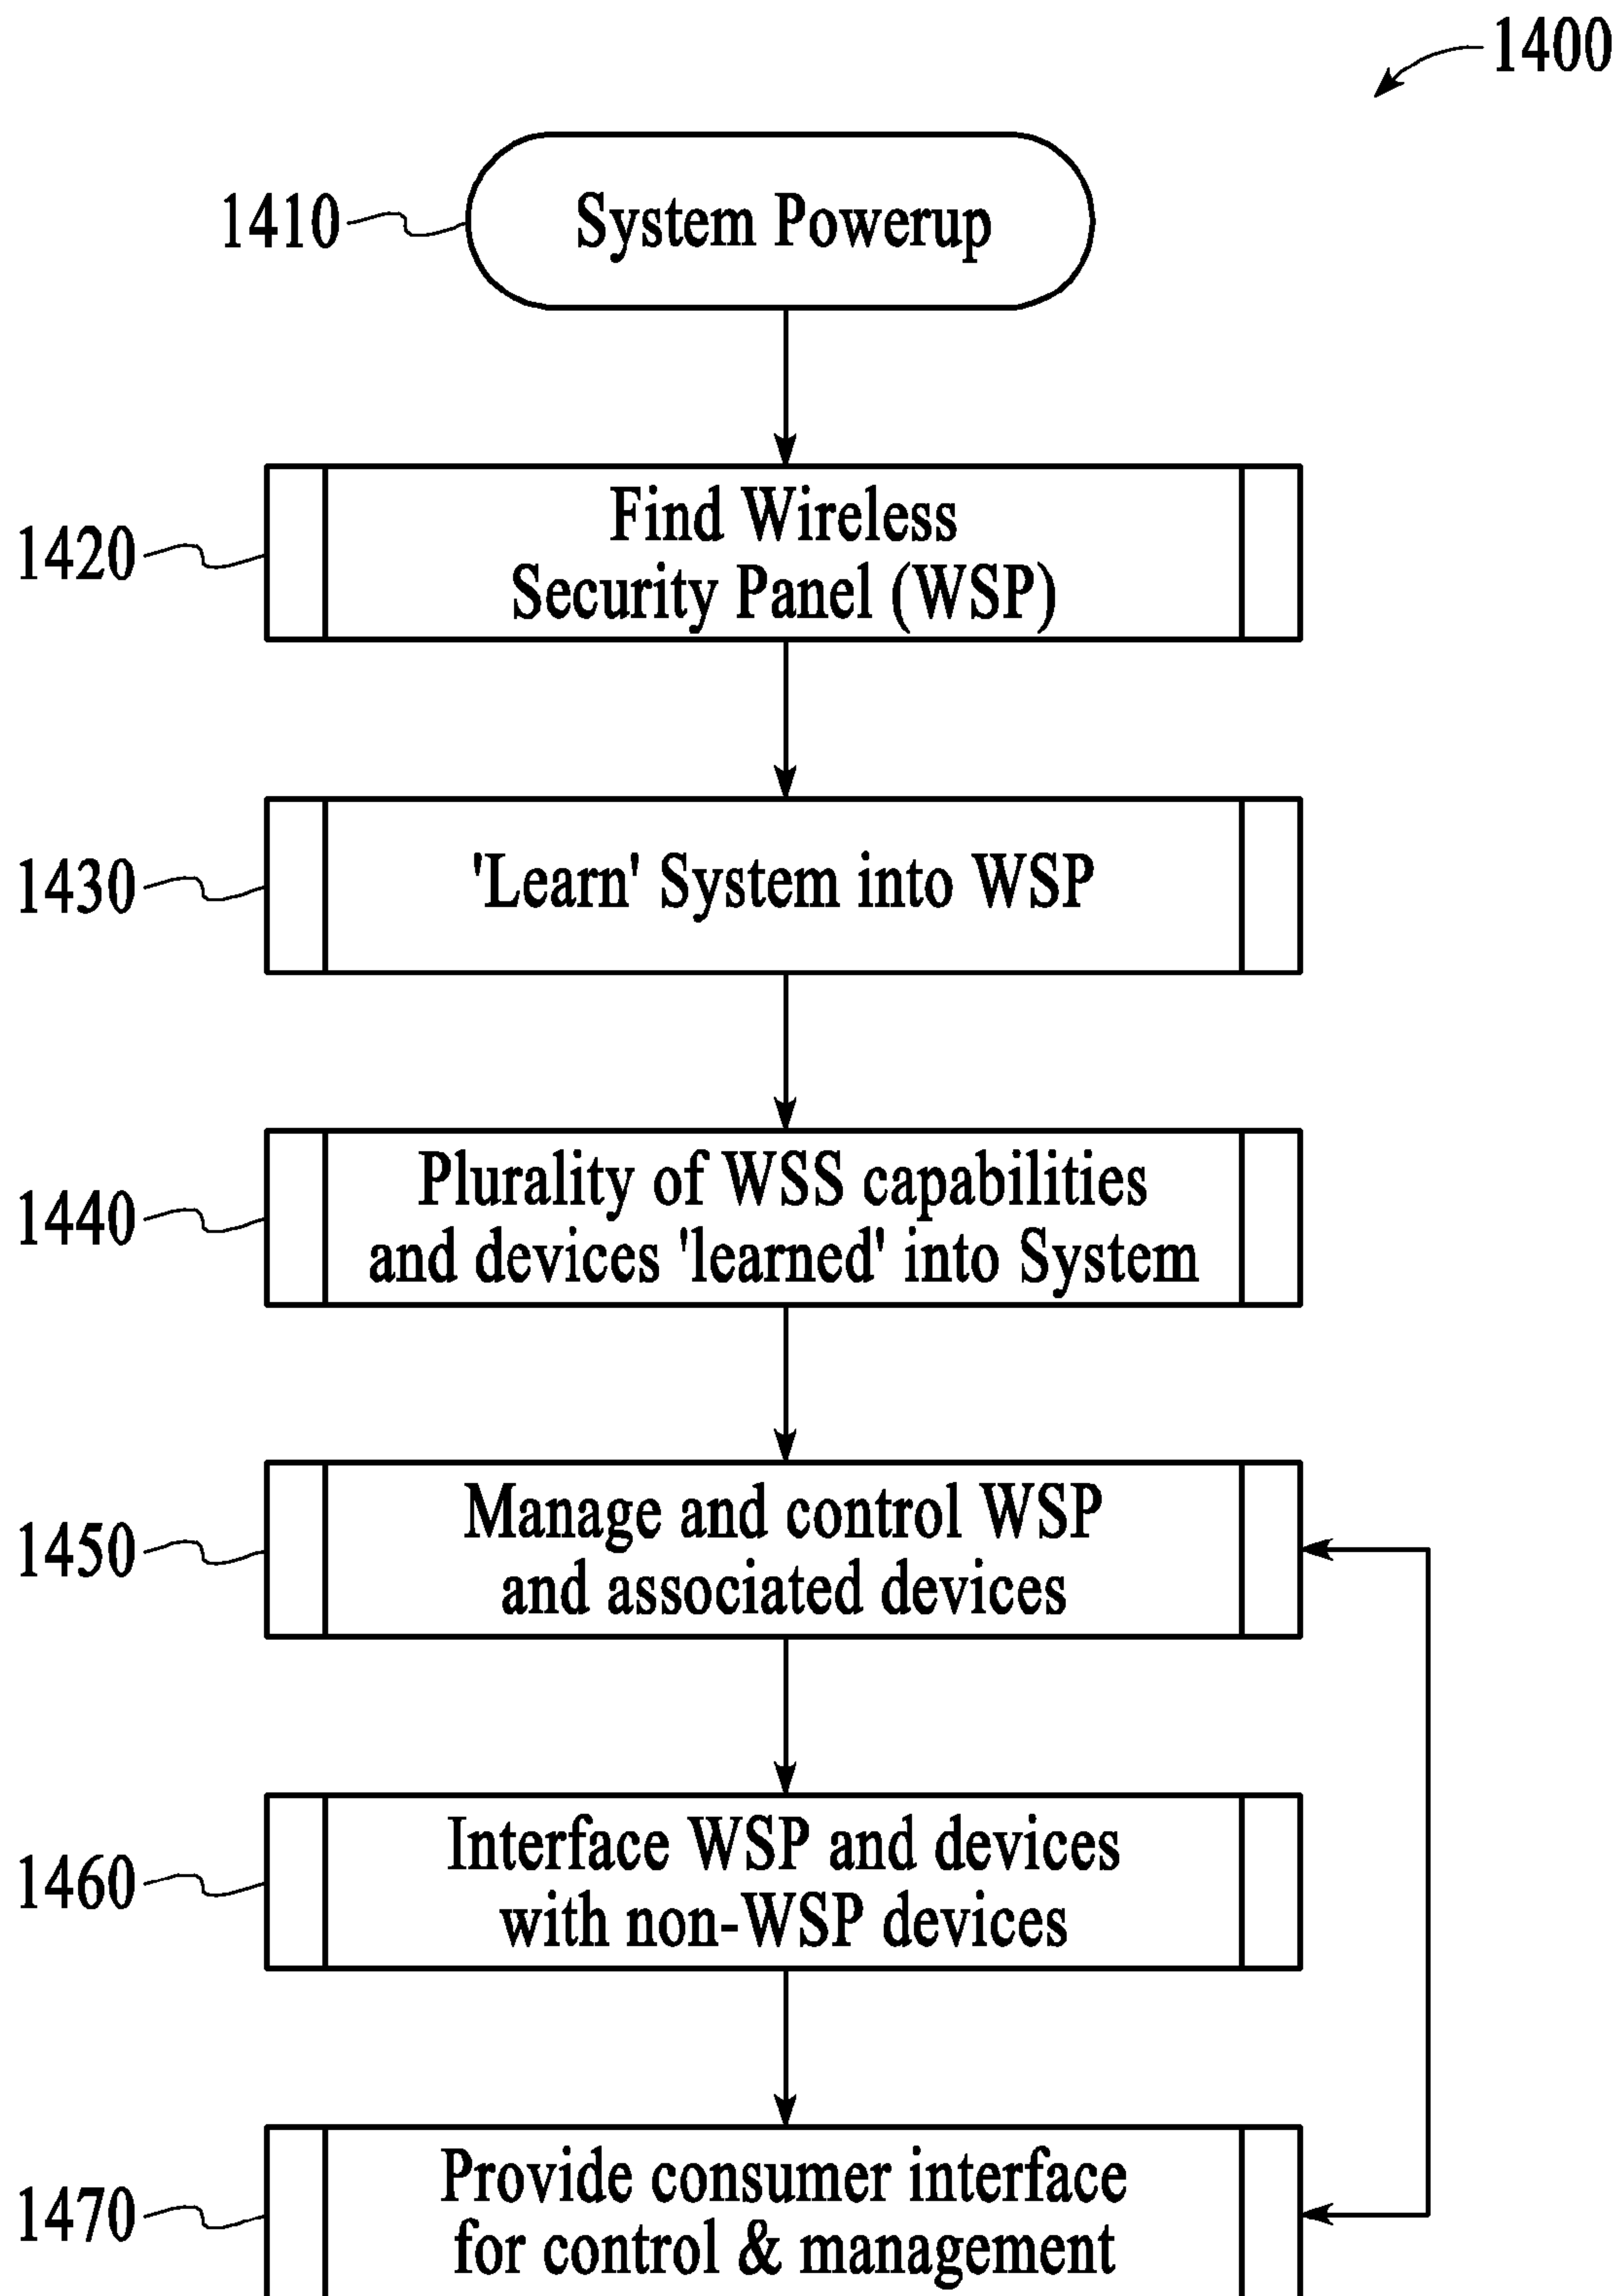 1400
1410
System Powerup
1420
Find Wireless
Security Panel (WSP)
1430
'Learn' System into WSP
1440
Plurality of WSS capabilities
and devices 'learned' into System
1450
Manage and control WSP
and associated devices
1460
Interface WSP and devices
with non-WSP devices
1470
Provide consumer interface
for control & management